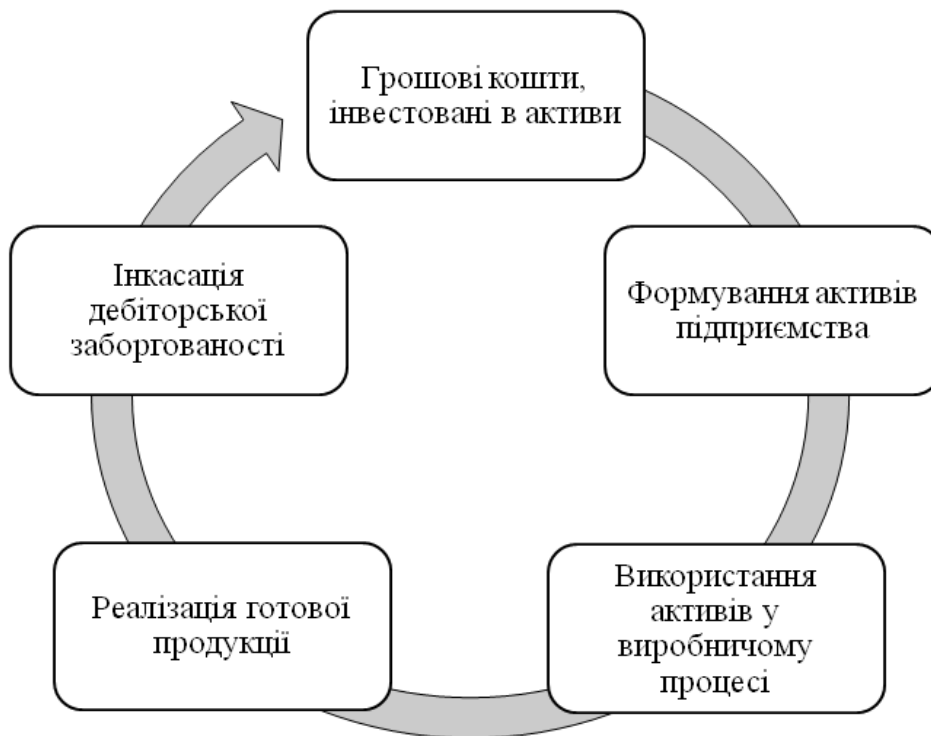 Грошові кошти,
інвестовані в активи
Формування активів
підприємства
Використання
активів у
виробничому
процесі
Реалізація готової
продукції
Інкасація
дебіторської
заборгованості